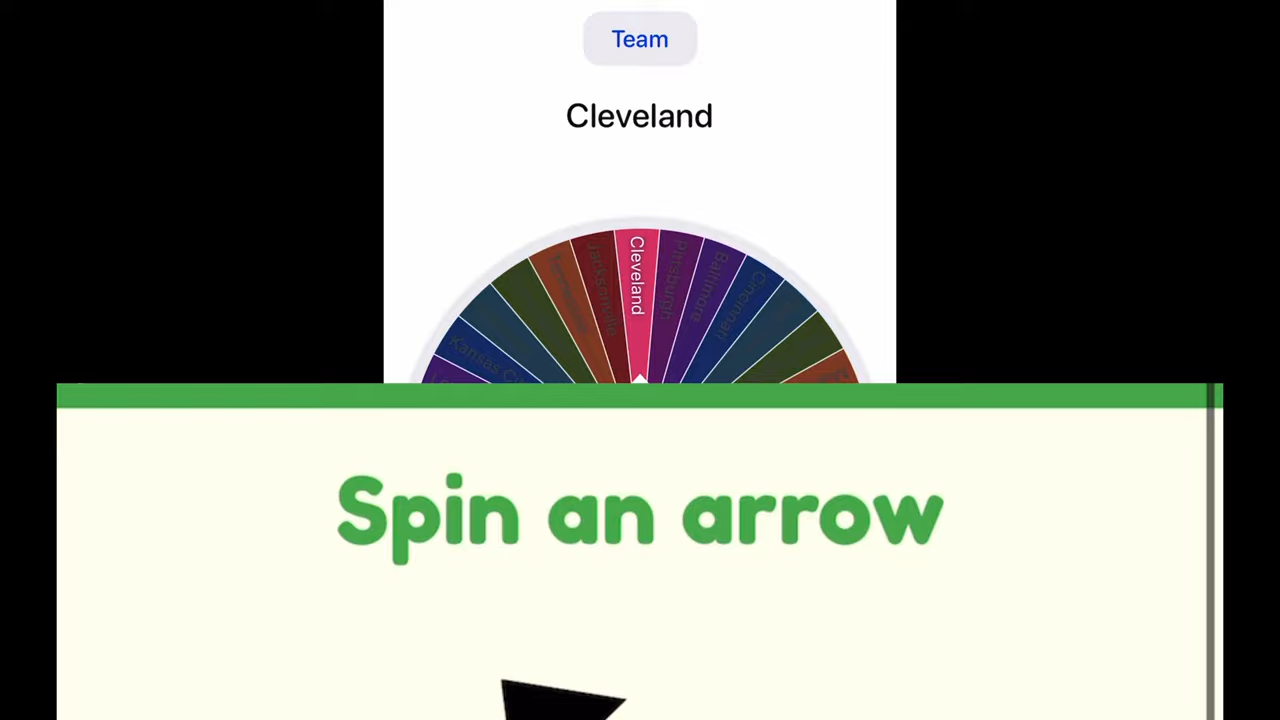 Team
Cleveland
Jacksonville
Cleveland
Pittsburgh
Baltimore
Cincinnati
Spin an arrow